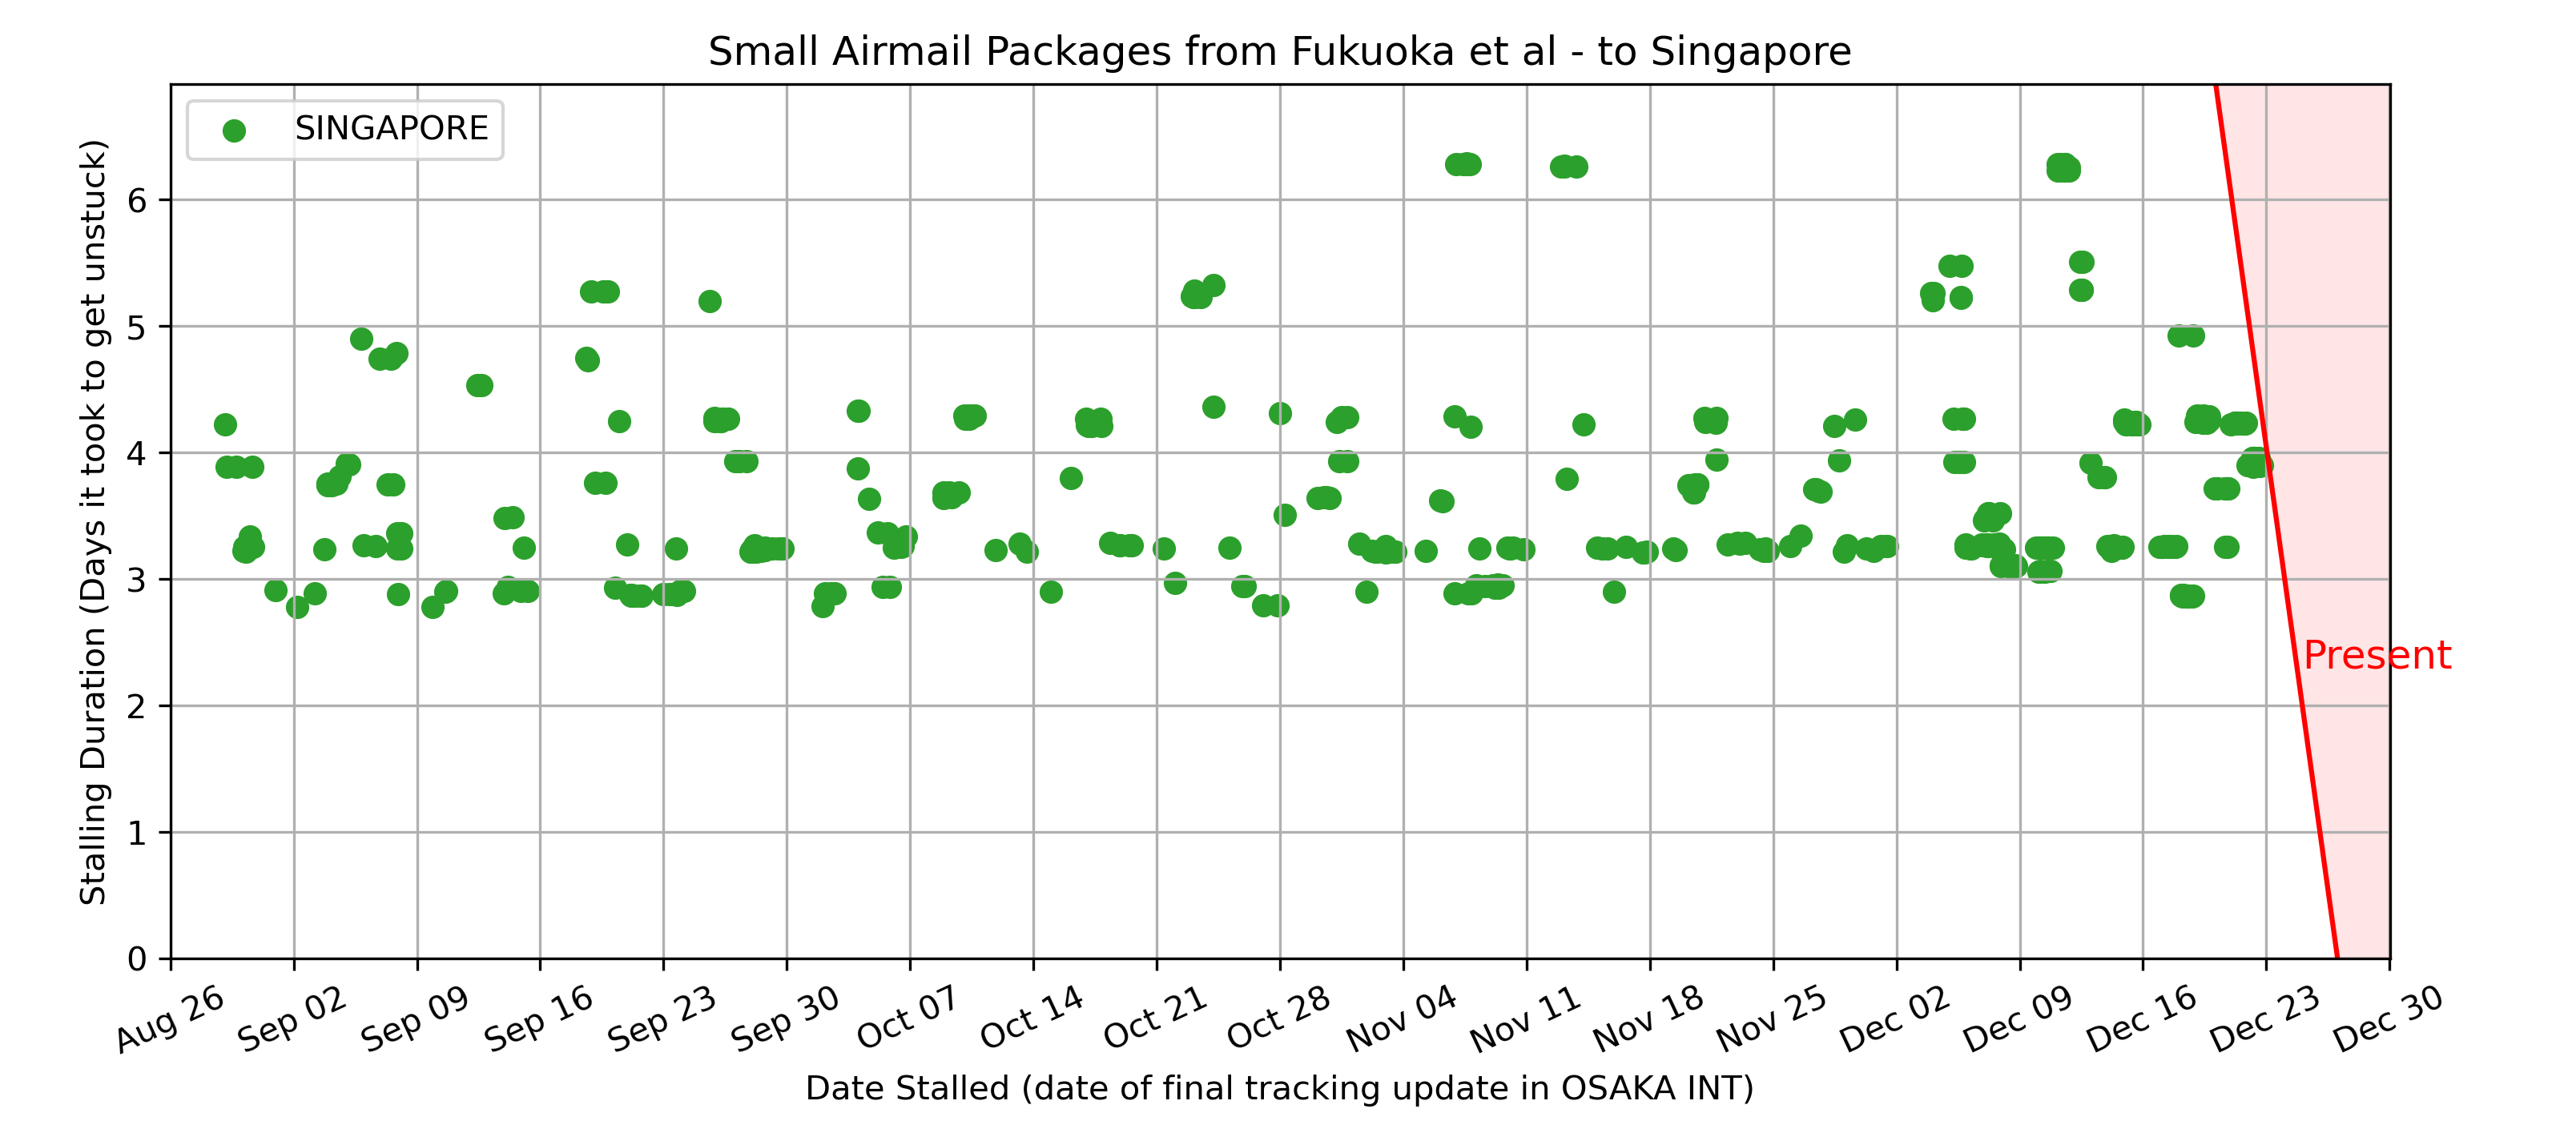 Small Airmail Packages from Fukuoka et al - to Singapore
SINGAPORE
Stalling Duration (Days it took to get unstuck)
6
5
4
3
2
1
0
Present
Aug 26
Sep 02
Sep 09
Sep 16
Sep 23
Sep 30
Oct 07
Oct 14
Oct 21
Oct 28
Nov 04
Nov 11
Nov 18
Nov 25
Dec 02
Dec 09
Dec 16
Dec 23
Dec 30
Date Stalled (date of final tracking update in OSAKA INT)